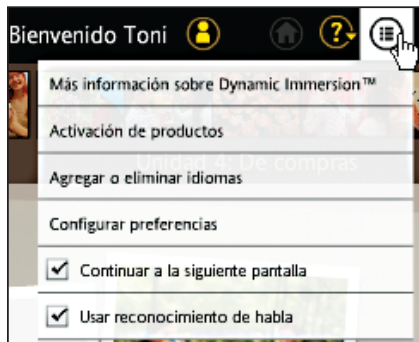 Bienvenido Toni
?
Más información sobre Dynamic Immersion™
Activación de productos
Unidad 4: De compras
Agregar o eliminar idiomas
Configurar preferencias
Continuar a la siguiente pantalla
Usar reconocimiento de habla